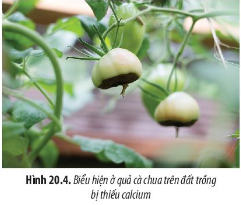 Hình 20.4. Biểu hiện ở quả cà chua trên đất trồng
bị thiếu calcium